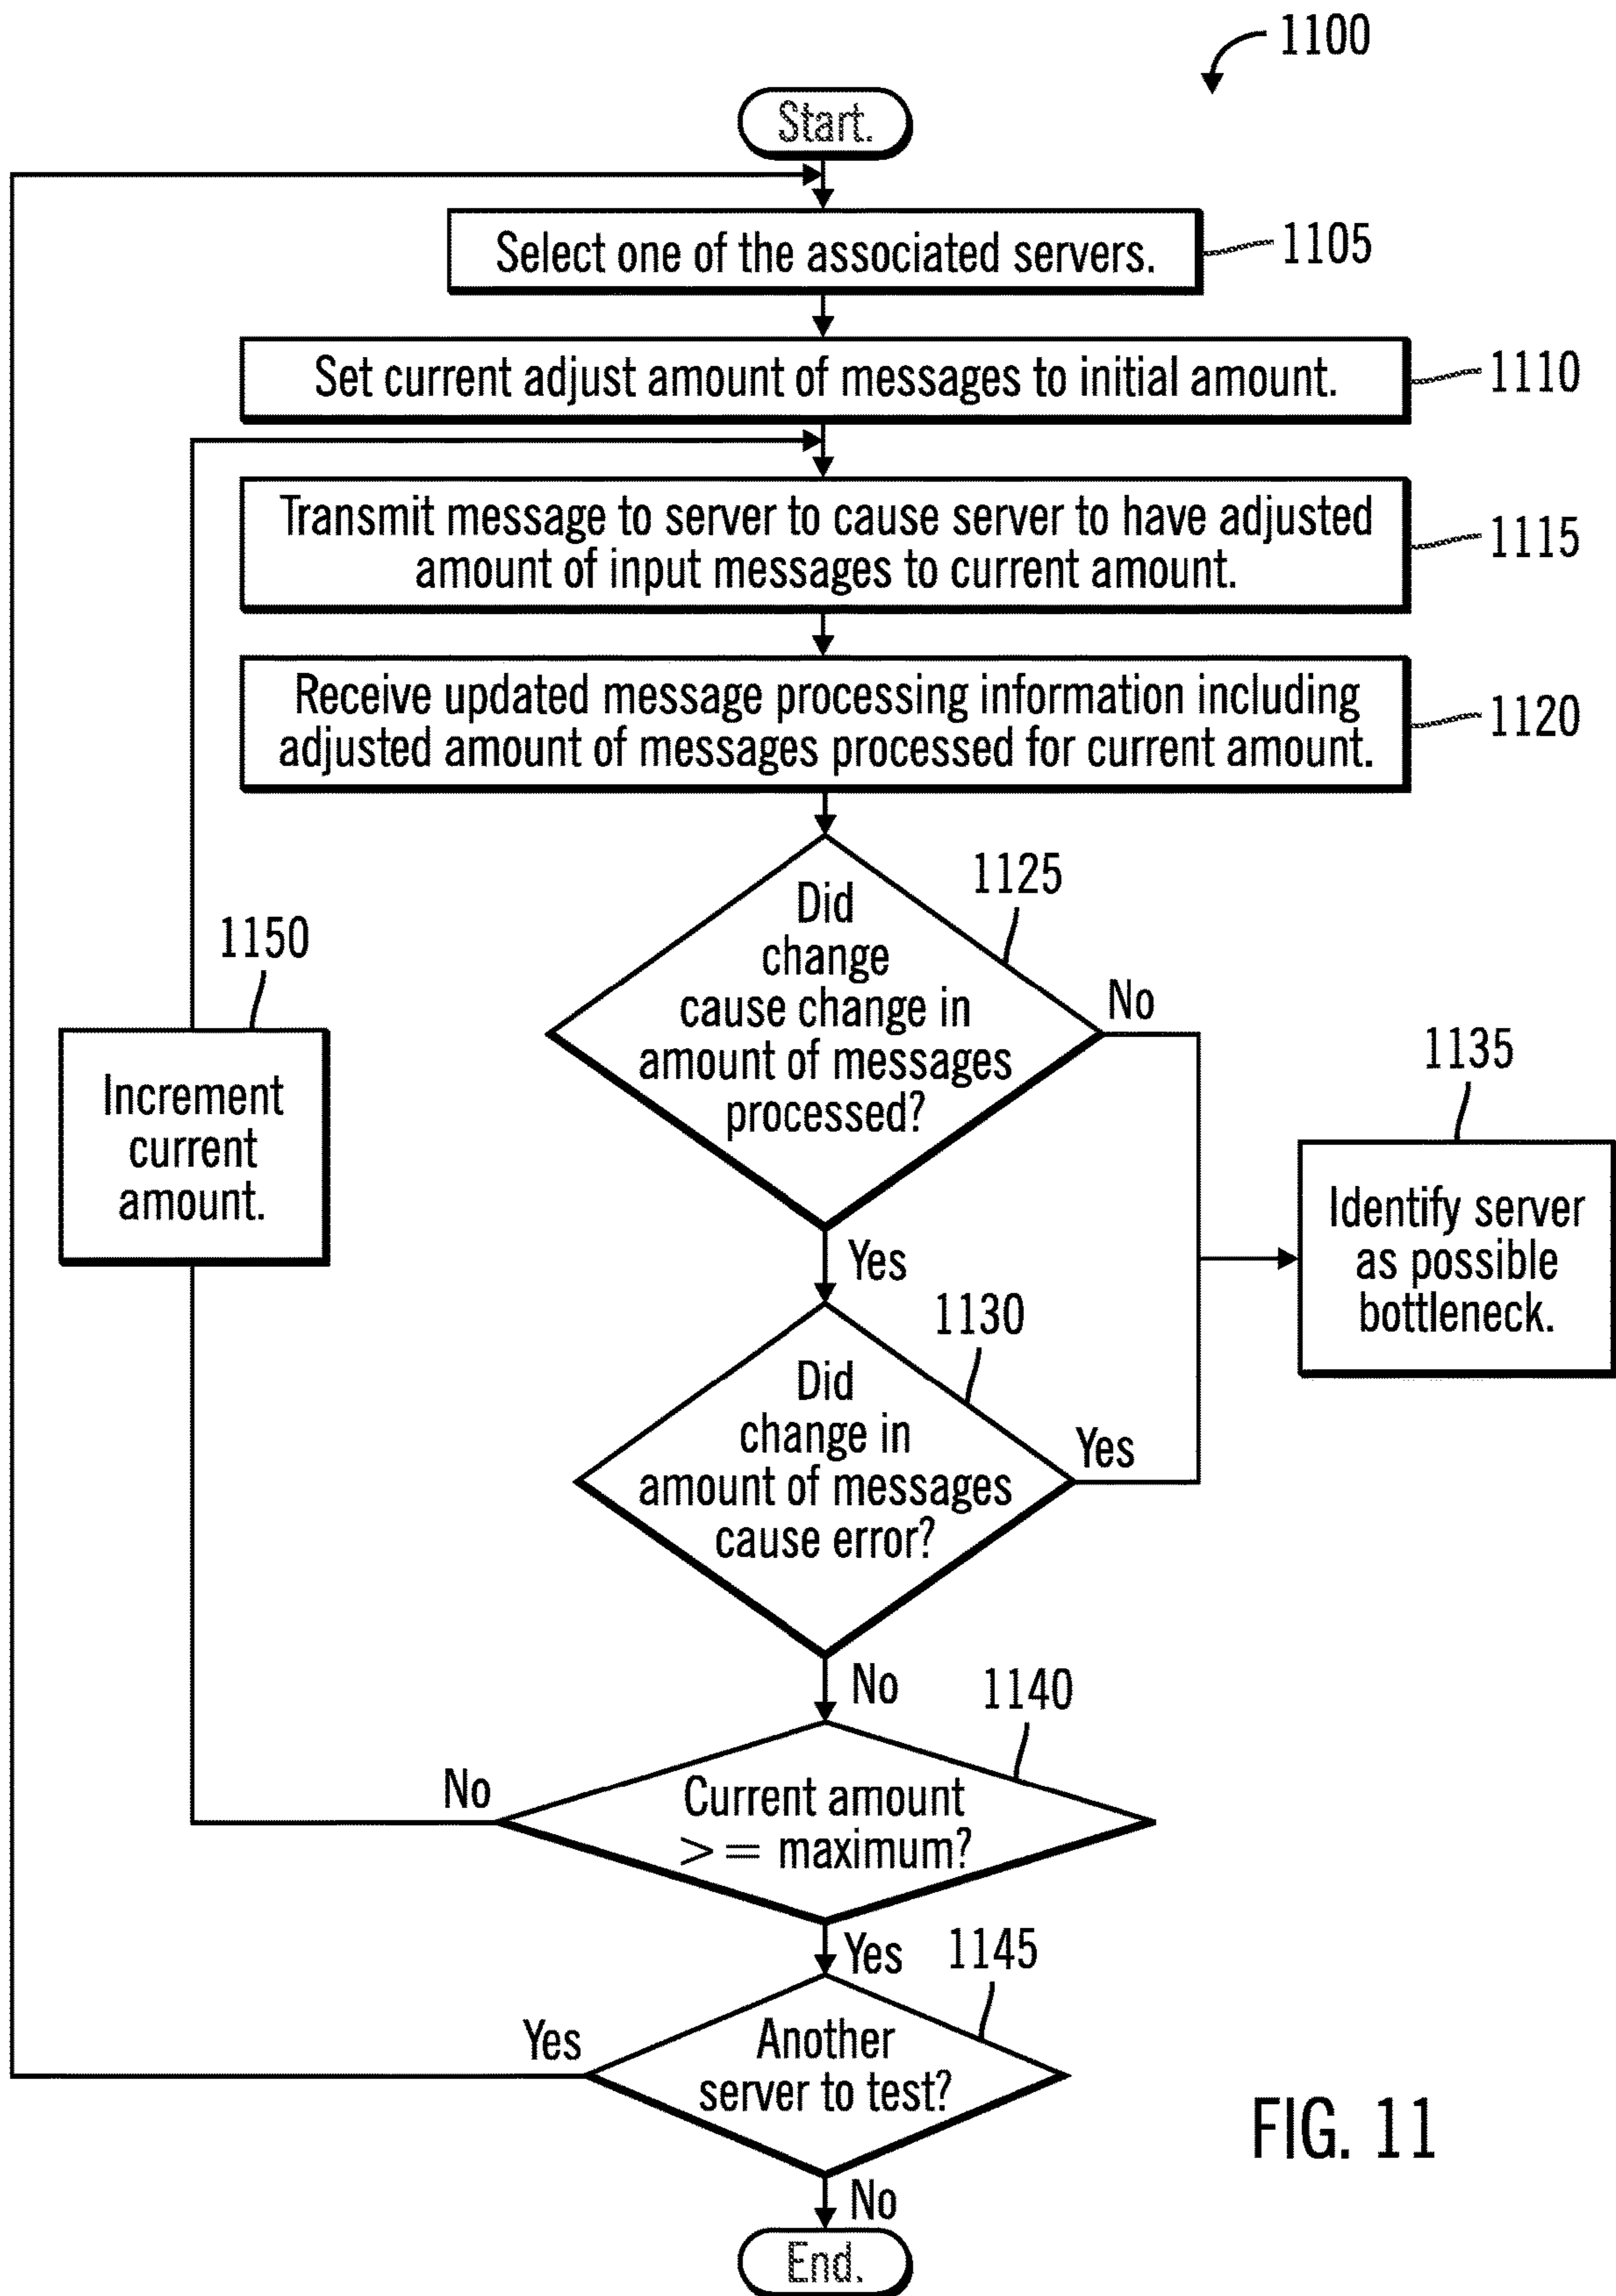 1100
Start.
Select one of the associated servers.
1105
Set current adjust amount of messages to initial amount.
1110
Transmit message to server to cause server to have adjusted
amount of input messages to current amount.
1115
Receive updated message processing information including
adjusted amount of messages processed for current amount.
1120
Did
change
cause change in
amount of messages
processed?
1125
No
Yes
1150
Increment
current
amount.
1135
Identify server
as possible
bottleneck.
1130
Did
change in
amount of messages
cause error?
Yes
No
1140
Current amount
>= maximum?
No
Yes
1145
Another
server to test?
Yes
No
End.
FIG. 11